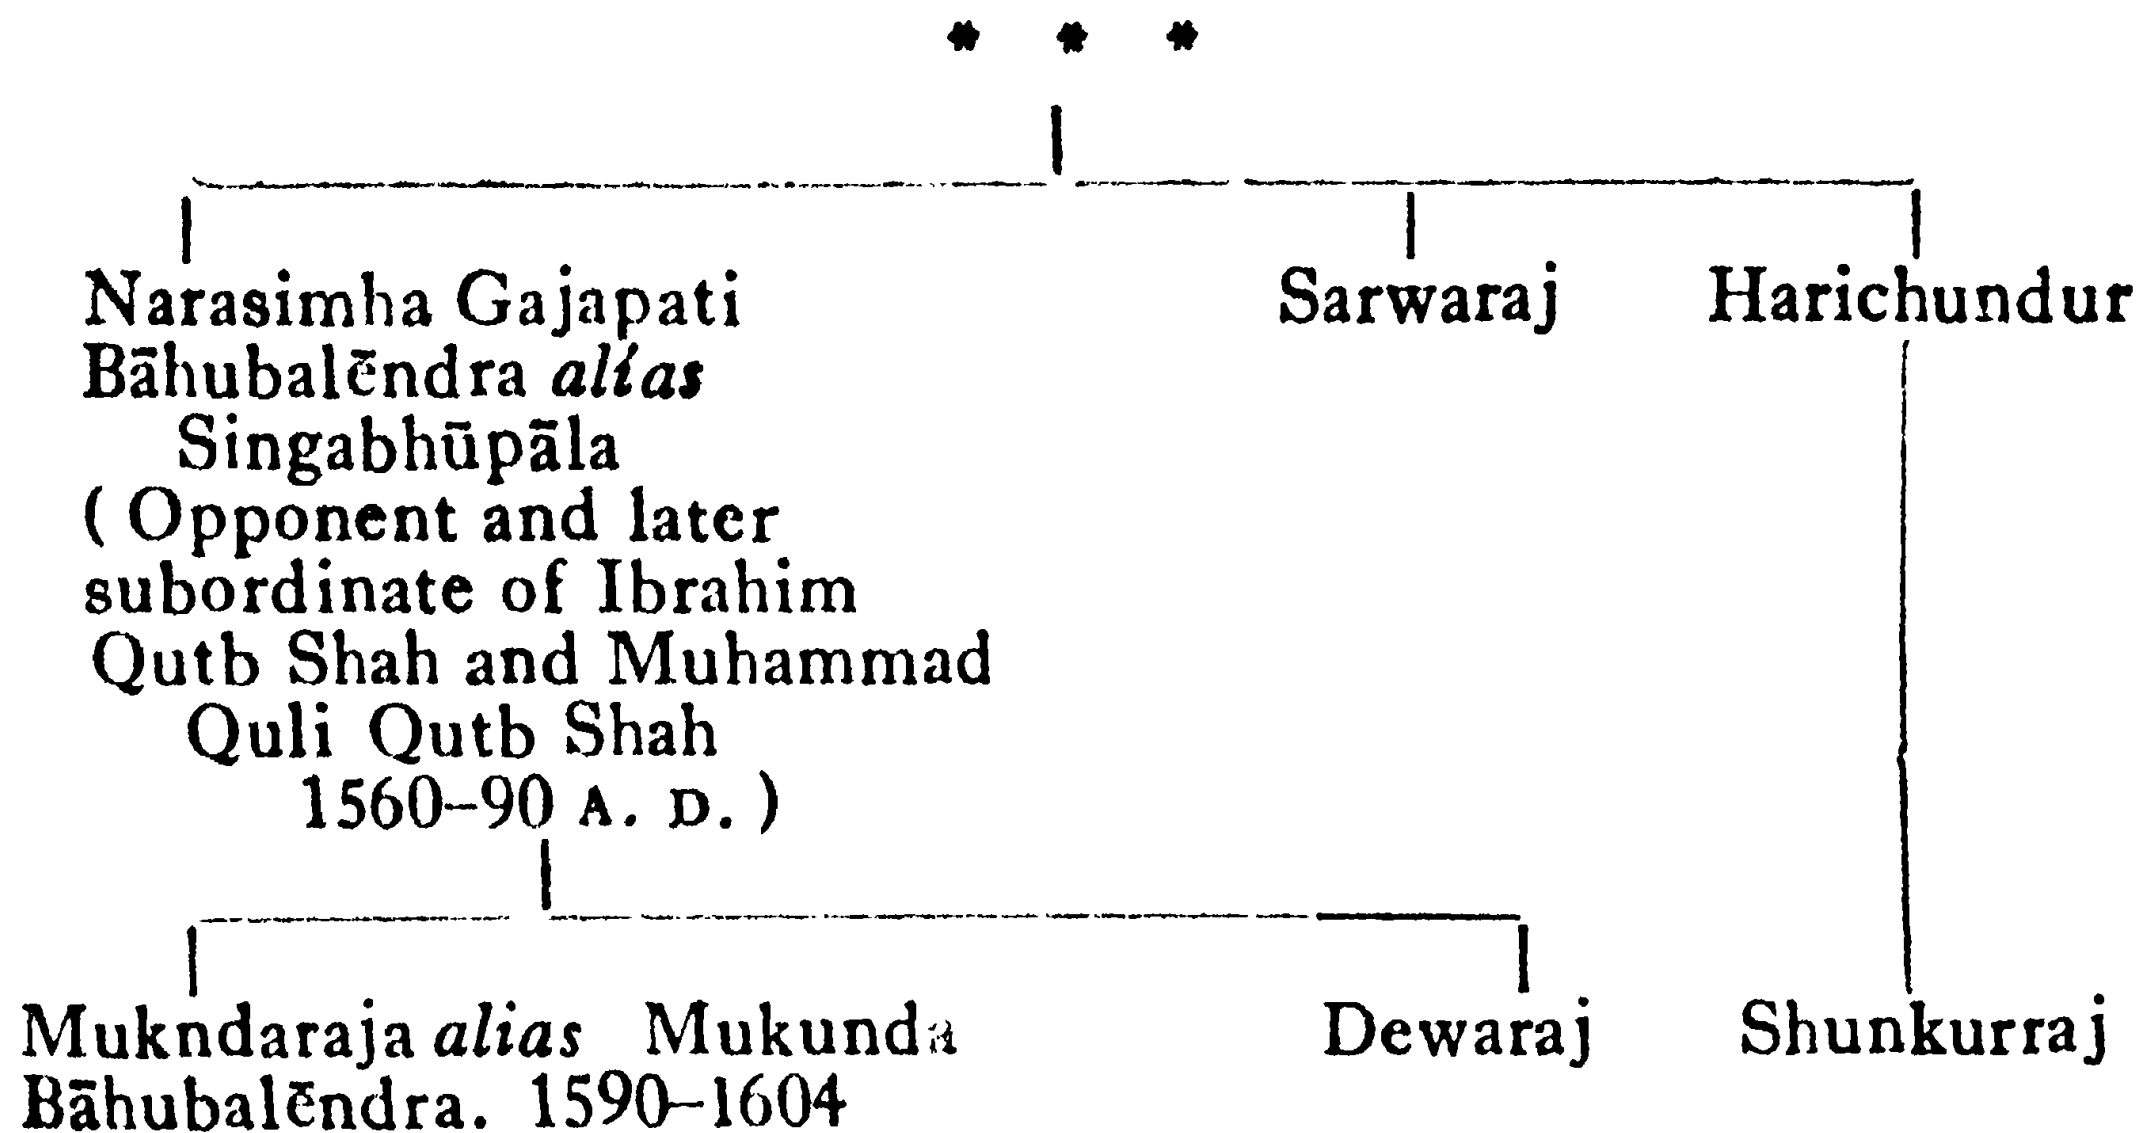 * * *
Narasimha Gajapati Sarwaraj Harichundur
Bāhubalēndra alias
Singabhūpāla
( Opponent and later
subordinate of Ibrahim
Qutb Shah and Muhammad
Quli Qutb Shah
1560–90 A. D. )
Mukndaraja alias Mukunda Dewaraj Shunkurraj
Bāhubalēndra. 1590–1604